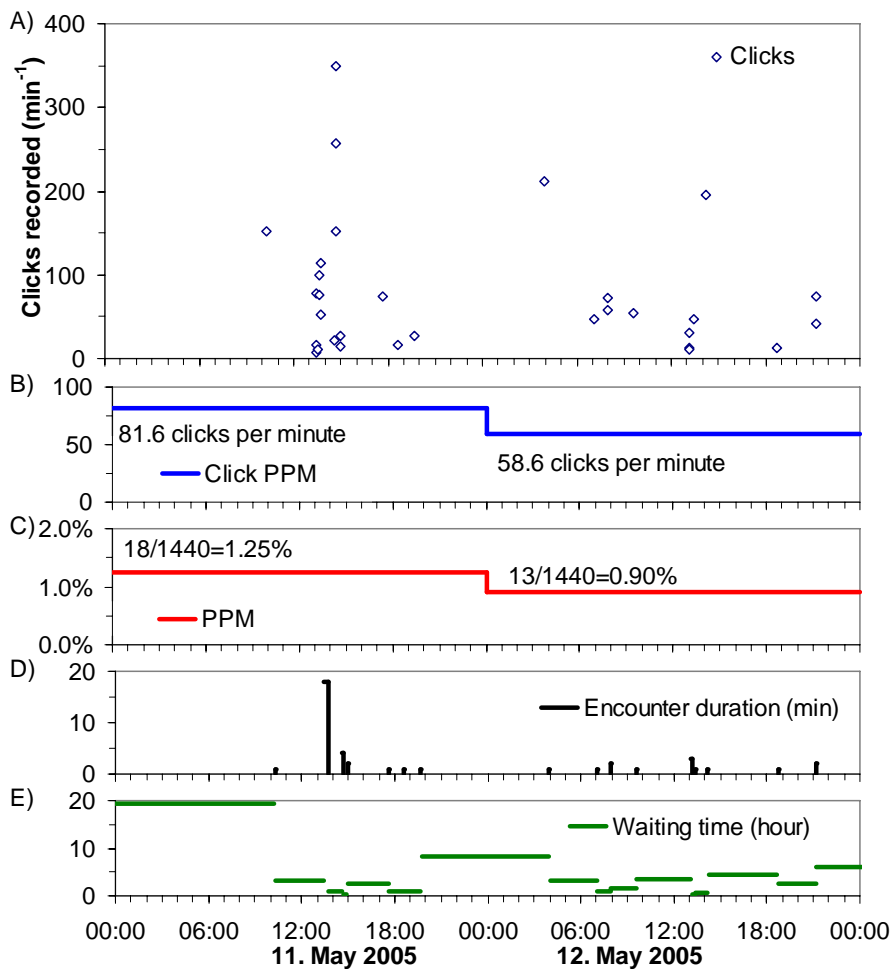 A)
400
300
200
100
0
Clicks recorded (min⁻¹)
Clicks
B)
100
50
0
81.6 clicks per minute
58.6 clicks per minute
Click PPM
C)
2.0%
1.0%
0.0%
18/1440=1.25%
13/1440=0.90%
PPM
D)
20
10
0
Encounter duration (min)
E)
20
10
0
Waiting time (hour)
00:00 06:00 12:00 18:00 00:00 06:00 12:00 18:00 00:00
11. May 2005 12. May 2005